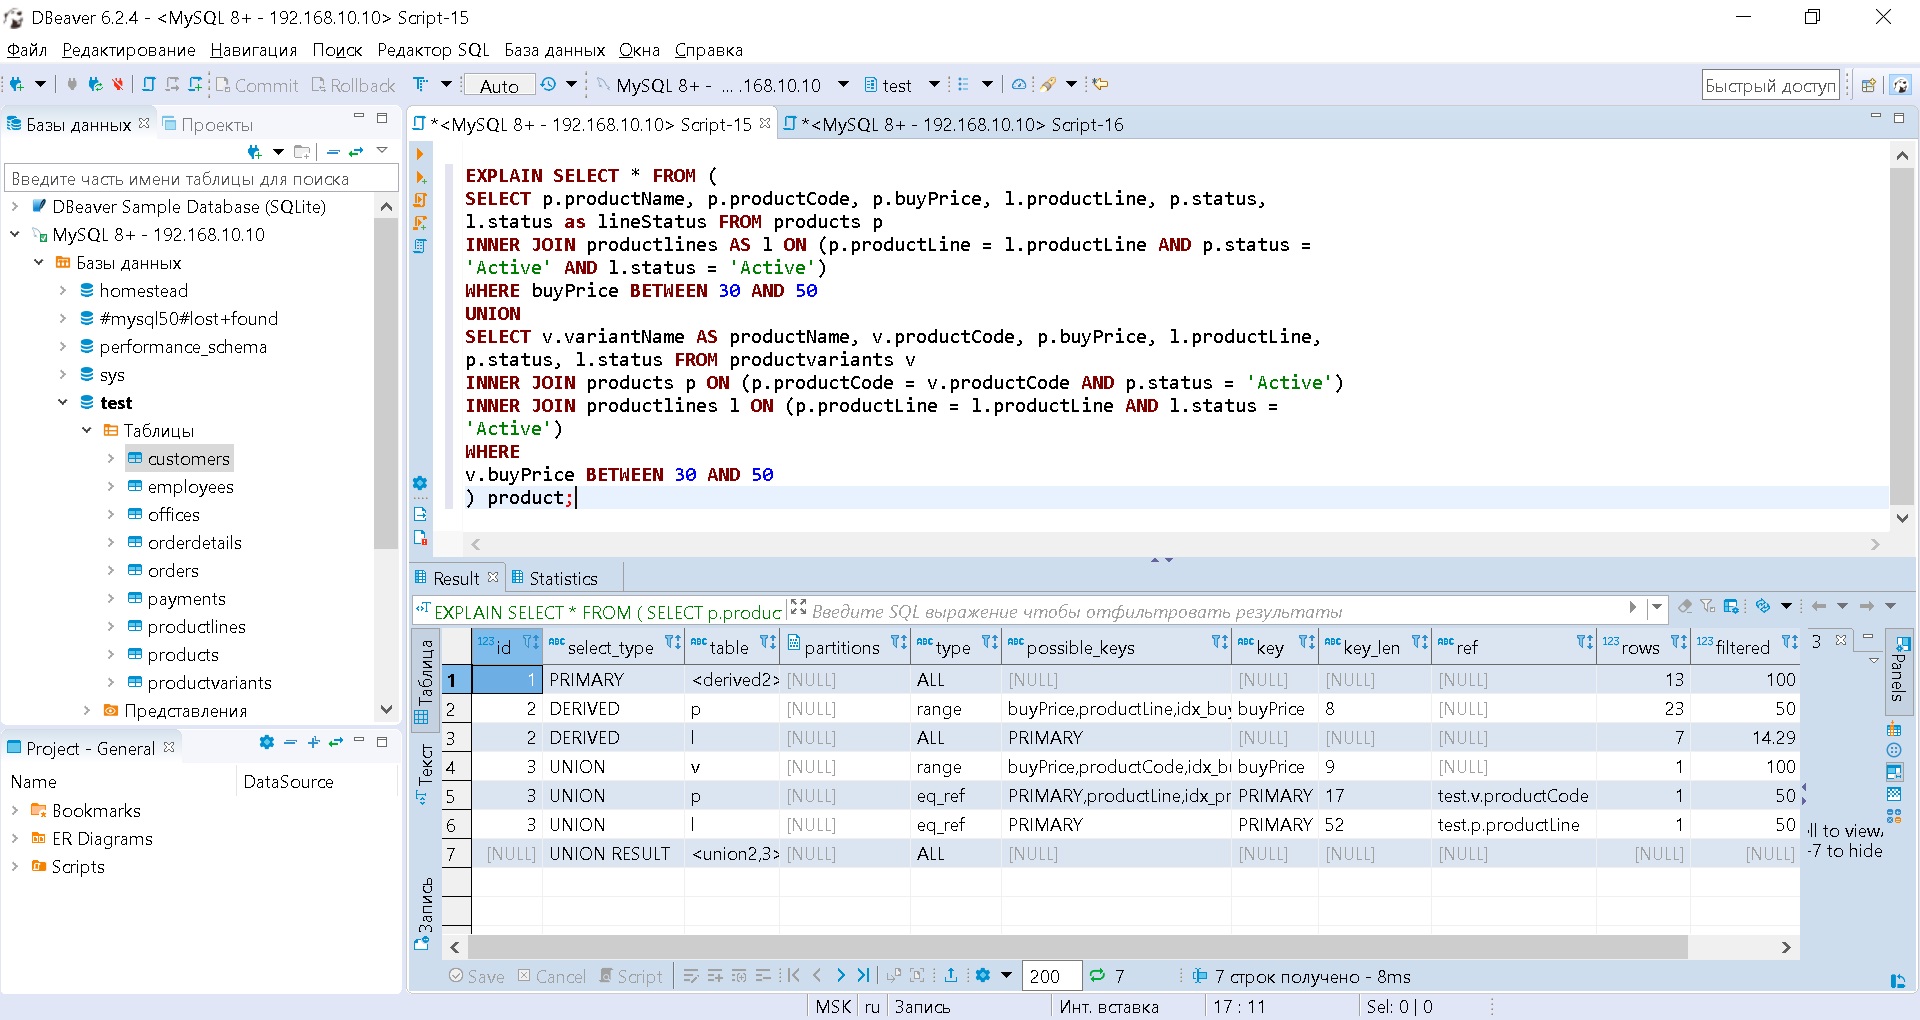 DBeaver 6.2.4 - <MySQL 8+ - 192.168.10.10> Script-15
Файл Редактирование Навигация Поиск Редактор SQL База данных Окна Справка
Commit Rollback Auto MySQL 8+ - ... .168.10.10 test Быстрый доступ
Базы данных Проекты
Введите часть имени таблицы для поиска
DBeaver Sample Database (SQLite)
MySQL 8+ - 192.168.10.10
Базы данных
homestead
#mysql50#lost+found
performance_schema
sys
test
Таблицы
customers
employees
offices
orderdetails
orders
payments
productlines
products
productvariants
Представления
Project - General
Name DataSource
Bookmarks
ER Diagrams
Scripts
*<MySQL 8+ - 192.168.10.10> Script-15 *<MySQL 8+ - 192.168.10.10> Script-16
EXPLAIN SELECT * FROM (
SELECT p.productName, p.productCode, p.buyPrice, l.productLine, p.status,
l.status as lineStatus FROM products p
INNER JOIN productlines AS l ON (p.productLine = l.productLine AND p.status =
'Active' AND l.status = 'Active')
WHERE buyPrice BETWEEN 30 AND 50
UNION
SELECT v.variantName AS productName, v.productCode, p.buyPrice, l.productLine,
p.status, l.status FROM productvariants v
INNER JOIN products p ON (p.productCode = v.productCode AND p.status = 'Active')
INNER JOIN productlines l ON (p.productLine = l.productLine AND l.status =
'Active')
WHERE
v.buyPrice BETWEEN 30 AND 50
) product;
Result Statistics
EXPLAIN SELECT * FROM ( SELECT p.produc Введите SQL выражение чтобы отфильтровать результаты
Таблица
Текст
Запись
123 id ABC select_type ABC table partitions ABC type ABC possible_keys ABC key ABC key_len ABC ref 123 rows 123 filtered
1 1 PRIMARY <derived2> [NULL] ALL [NULL] [NULL] [NULL] [NULL] 13 100
2 2 DERIVED p [NULL] range buyPrice,productLine,idx_buy buyPrice 8 [NULL] 23 50
3 2 DERIVED l [NULL] ALL PRIMARY [NULL] [NULL] [NULL] 7 14.29
4 3 UNION v [NULL] range buyPrice,productCode,idx_b buyPrice 9 [NULL] 1 100
5 3 UNION p [NULL] eq_ref PRIMARY,productLine,idx_pr PRIMARY 17 test.v.productCode 1 50
6 3 UNION l [NULL] eq_ref PRIMARY PRIMARY 52 test.p.productLine 1 50
7 [NULL] UNION RESULT <union2,3> [NULL] ALL [NULL] [NULL] [NULL] [NULL] [NULL] [NULL]
3
Panels
ll to view,
-7 to hide
Save Cancel Script 200 7 7 строк получено - 8ms
MSK ru Запись Инт. вставка 17 : 11 Sel: 0 | 0